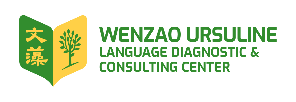 文藻
WENZAO URSULINE
LANGUAGE DIAGNOSTIC &
CONSULTING CENTER